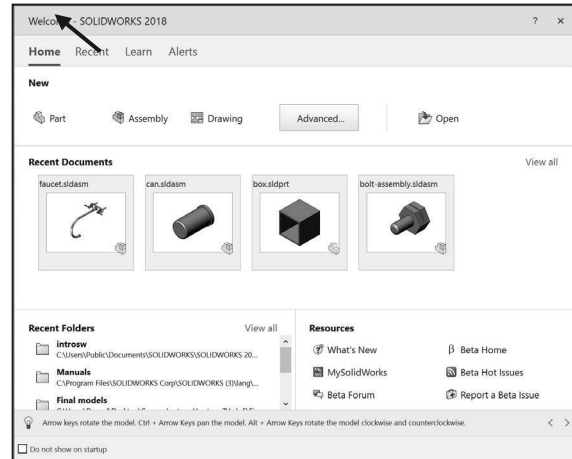 Welcome - SOLIDWORKS 2018 ? ×
Home Recent Learn Alerts
New
Part Assembly Drawing Advanced... Open
Recent Documents View all
faucet.sldasm can.sldasm box.sldprt bolt-assembly.sldasm
Recent Folders View all Resources
introsw
C:\Users\Public\Documents\SOLIDWORKS\SOLIDWORKS 20...
What's New β Beta Home
Manuals
C:\Program Files\SOLIDWORKS Corp\SOLIDWORKS (3)\lang\...
MySolidWorks Beta Hot Issues
Final models
Beta Forum Report a Beta Issue
Arrow keys rotate the model. Ctrl + Arrow Keys pan the model. Alt + Arrow Keys rotate the model clockwise and counterclockwise. < >
Do not show on startup